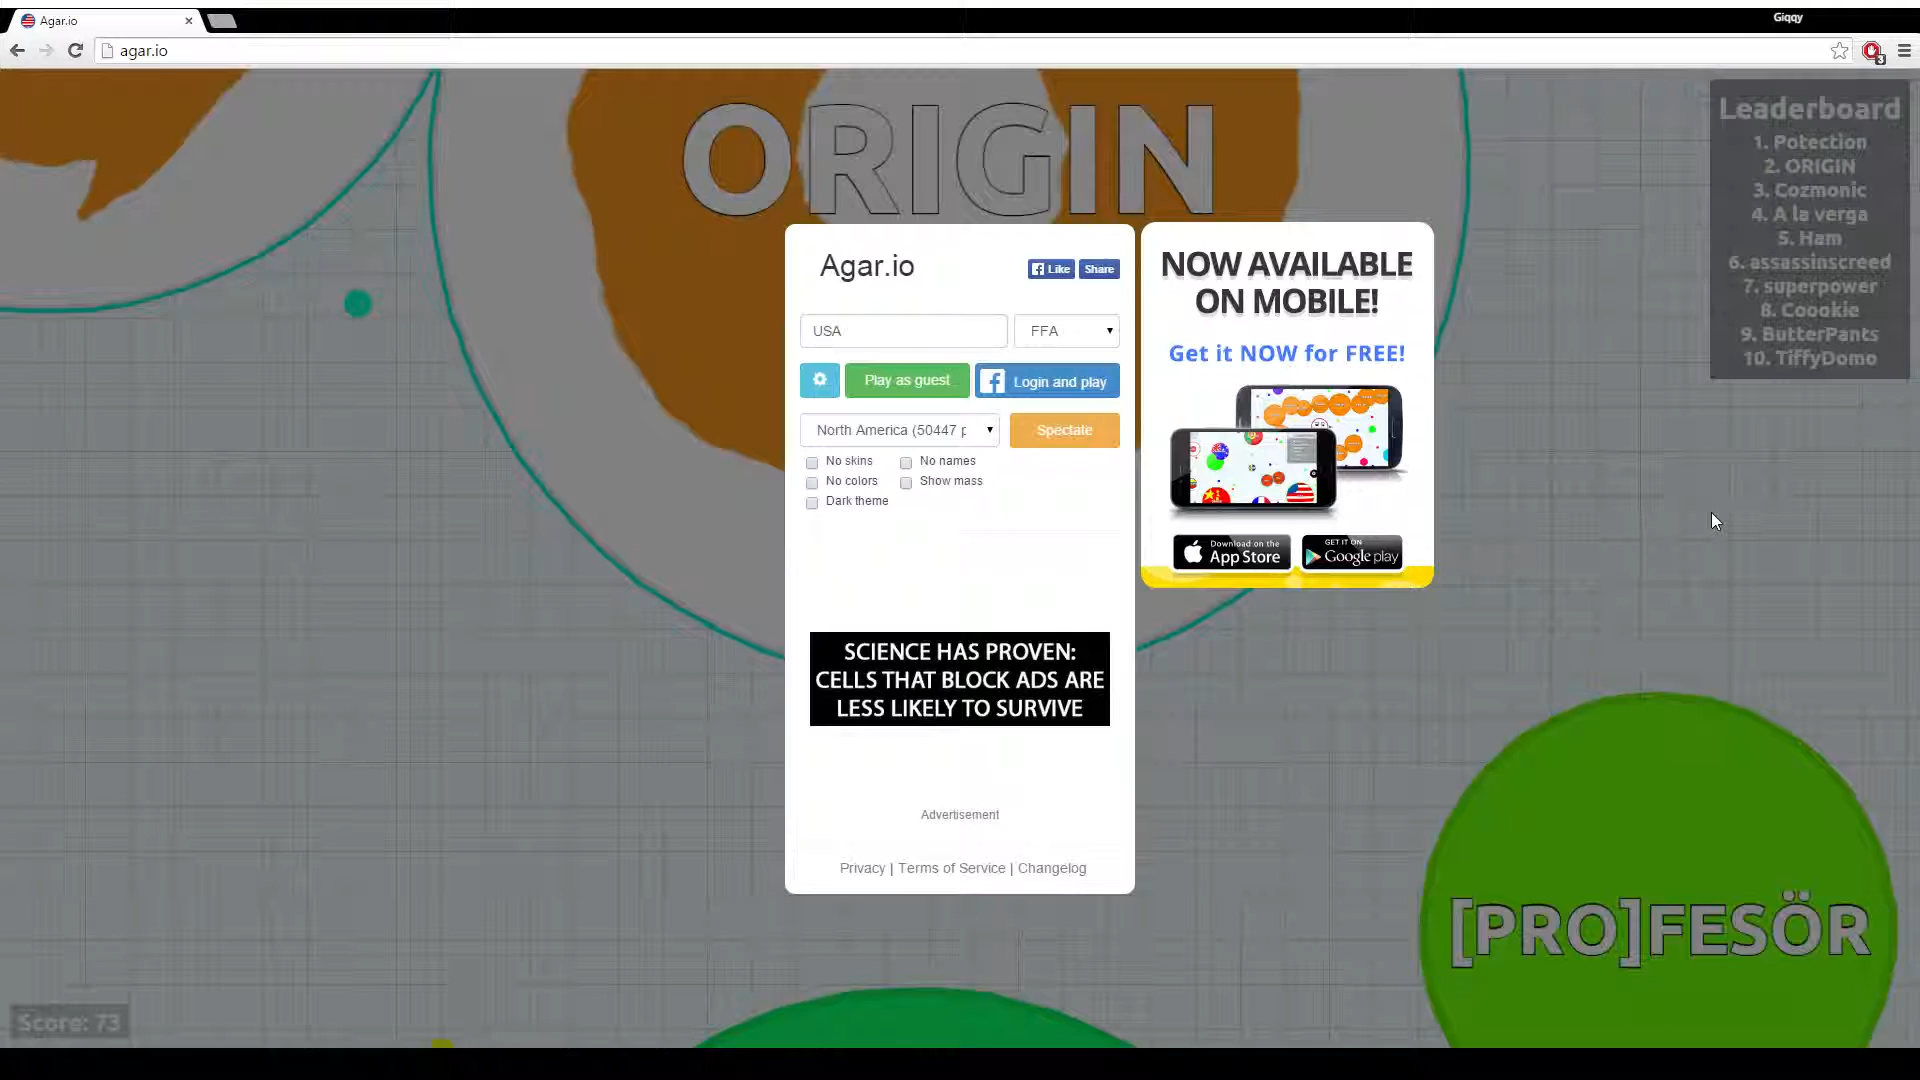 Agar.io
Giqqy
agar.io
3
ORIGIN
Leaderboard
1. Potection
2. ORIGIN
3. Cozmonic
4. A la verga
5. Ham
6. assassinscreed
7. superpower
8. Coookie
9. ButterPants
10. TiffyDomo
Agar.io
Like
Share
USA
FFA
Play as guest
Login and play
North America (50447 p
Spectate
No skins
No names
No colors
Show mass
Dark theme
SCIENCE HAS PROVEN:
CELLS THAT BLOCK ADS ARE
LESS LIKELY TO SURVIVE
Advertisement
Privacy | Terms of Service | Changelog
NOW AVAILABLE
ON MOBILE!
Get it NOW for FREE!
Download on the
App Store
GET IT ON
Google play
[PRO]FESÖR
Score: 73